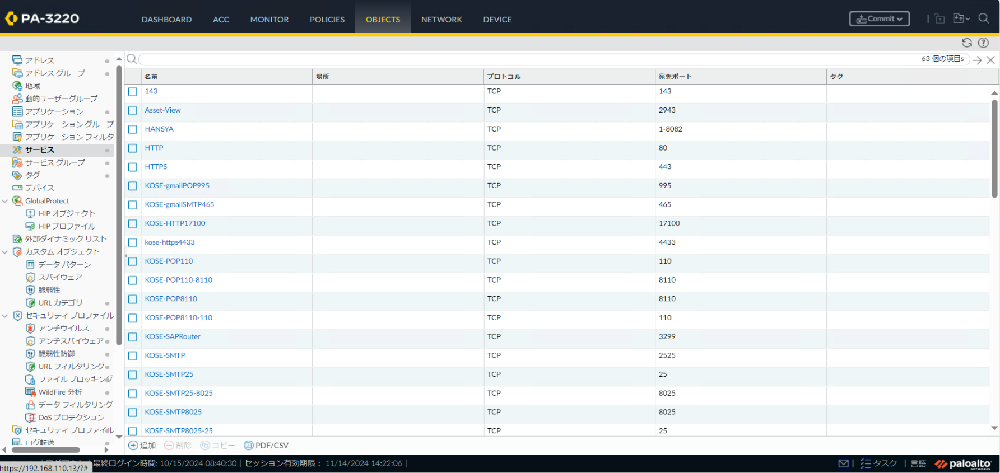 PA-3220
DASHBOARD ACC MONITOR POLICIES OBJECTS NETWORK DEVICE
Commit
アドレス
アドレス グループ
地域
動的ユーザーグループ
アプリケーション
アプリケーション グループ
アプリケーション フィルタ
サービス
サービス グループ
タグ
デバイス
GlobalProtect
HIP オブジェクト
HIP プロファイル
外部ダイナミック リスト
カスタム オブジェクト
データ パターン
スパイウェア
脆弱性
URL カテゴリ
セキュリティ プロファイル
アンチウイルス
アンチスパイウェア
脆弱性防御
URL フィルタリング
ファイル ブロッキング
WildFire 分析
データ フィルタリング
DoS プロテクション
セキュリティ プロファイル
ログ転送
63 個の項目s
名前 場所 プロトコル 宛先ポート タグ
143 TCP 143
Asset-View TCP 2943
HANSYA TCP 1-8082
HTTP TCP 80
HTTPS TCP 443
KOSE-gmailPOP995 TCP 995
KOSE-gmailSMTP465 TCP 465
KOSE-HTTP17100 TCP 17100
kose-https4433 TCP 4433
KOSE-POP110 TCP 110
KOSE-POP110-8110 TCP 8110
KOSE-POP8110 TCP 8110
KOSE-POP8110-110 TCP 110
KOSE-SAPRouter TCP 3299
KOSE-SMTP TCP 2525
KOSE-SMTP25 TCP 25
KOSE-SMTP25-8025 TCP 8025
KOSE-SMTP8025 TCP 8025
KOSE-SMTP8025-25 TCP 25
追加 削除 コピー PDF/CSV
最終ログイン時間: 10/15/2024 08:40:30 | セッション有効期限： 11/14/2024 14:22:06 |
タスク | 言語 paloalto NETWORKS
https://192.168.110.13/?#